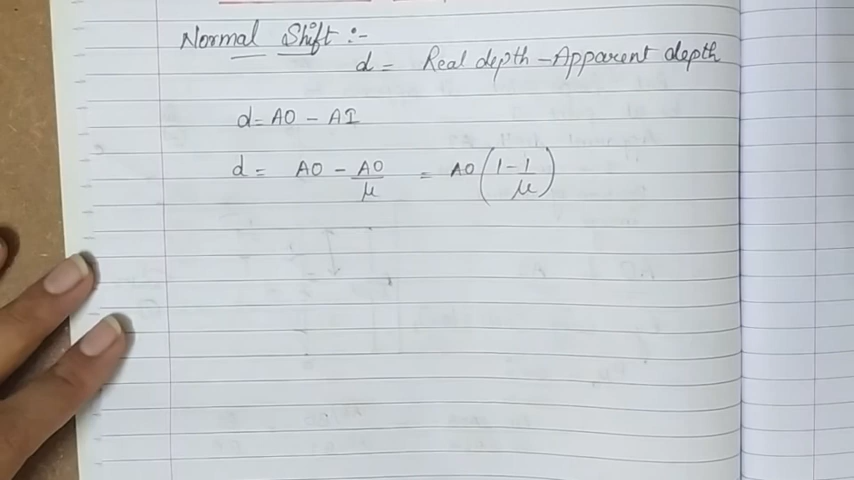 Normal Shift :-
d = Real depth - Apparent depth
d = AO - AI
d = AO - AO/μ = AO(1 - 1/μ)